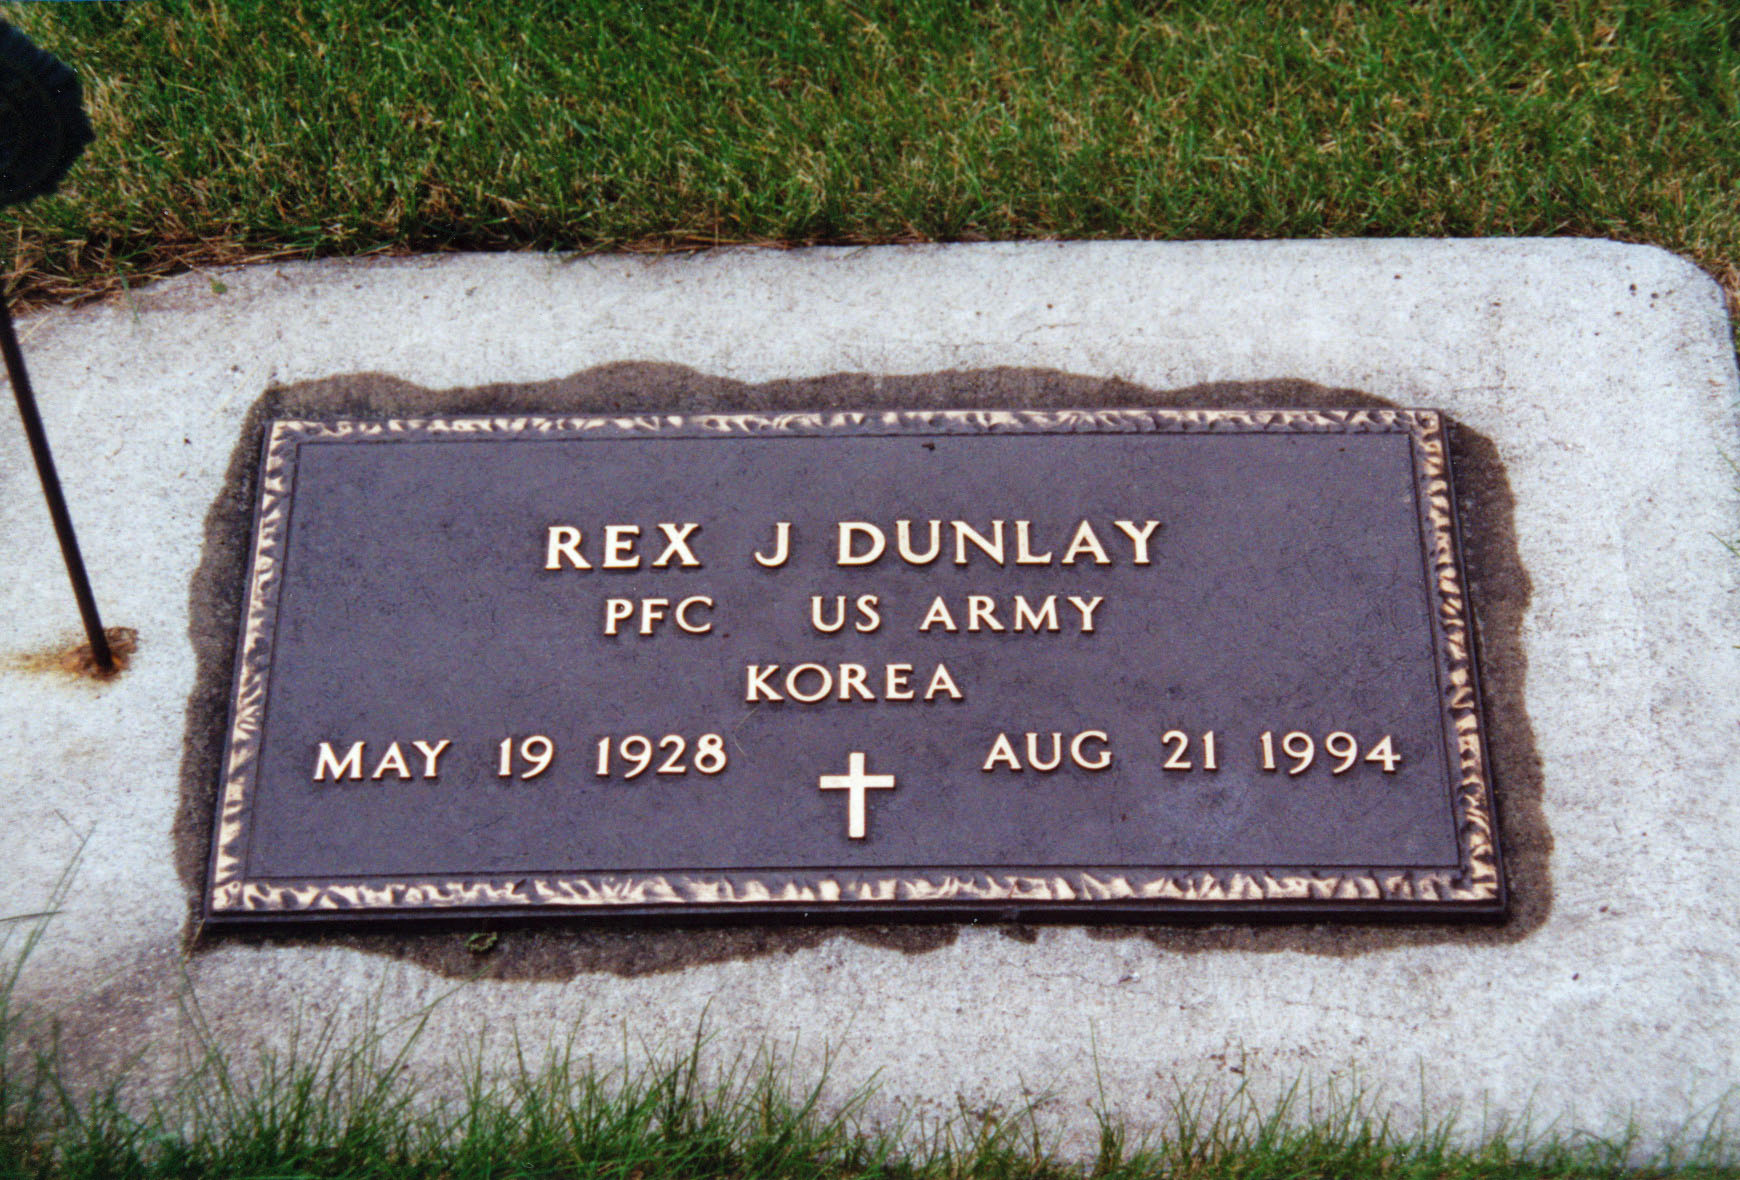 REX J DUNLAY
PFC US ARMY
KOREA
MAY 19 1928 AUG 21 1994